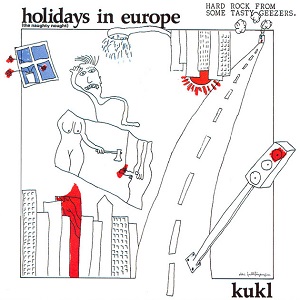 holidays in europe
(the naughty nought)
HARD ROCK FROM
SOME TASTY GEEZERS.
kukl